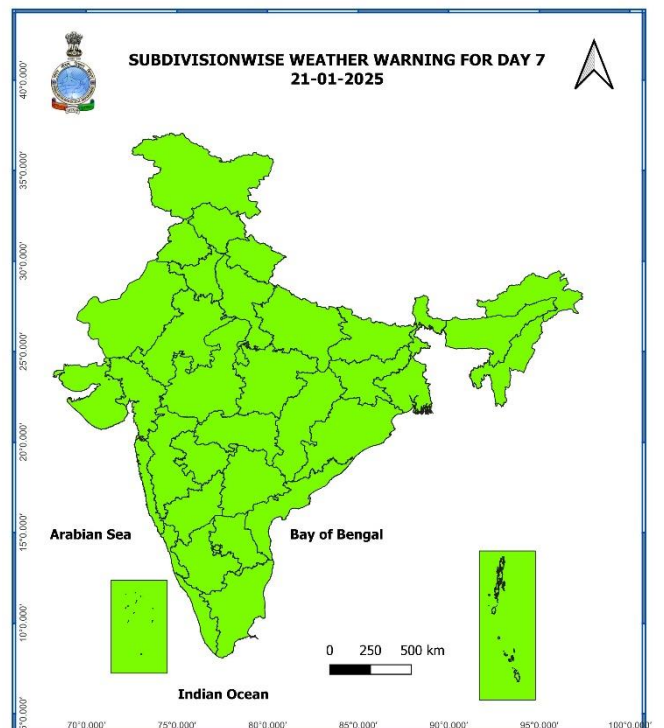 SUBDIVISIONWISE WEATHER WARNING FOR DAY 7
21-01-2025
40°0.000'
35°0.000'
30°0.000'
25°0.000'
20°0.000'
15°0.000'
10°0.000'
5°0.000'
Arabian Sea
Bay of Bengal
0 250 500 km
Indian Ocean
70°0.000' 75°0.000' 80°0.000' 85°0.000' 90°0.000' 95°0.000' 100°0.000'